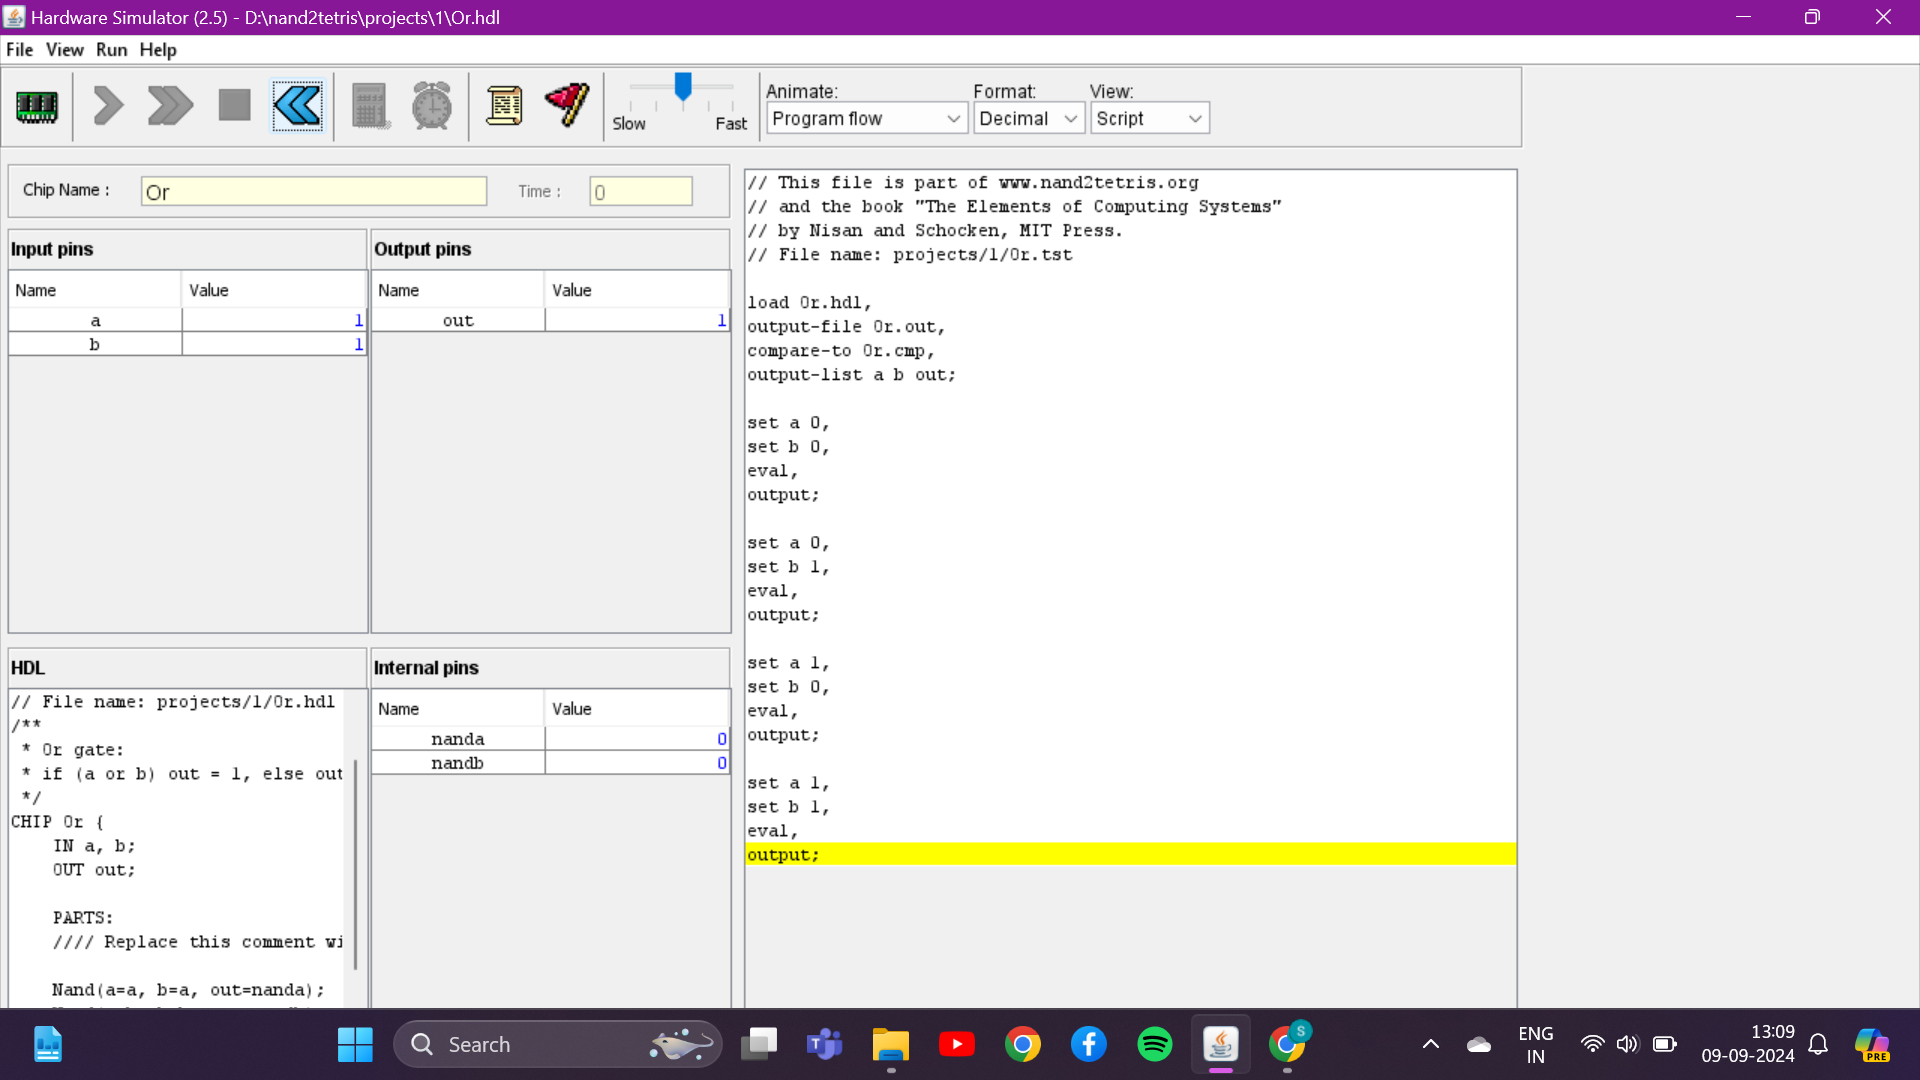 Hardware Simulator (2.5) - D:\nand2tetris\projects\1\Or.hdl
File View Run Help
Slow Fast
Animate: Format: View:
Program flow Decimal Script
Chip Name : Or Time : 0
Input pins
Name Value
a 1
b 1
Output pins
Name Value
out 1
HDL
// File name: projects/1/Or.hdl
/**
* Or gate:
* if (a or b) out = 1, else out
*/
CHIP Or {
IN a, b;
OUT out;
PARTS:
//// Replace this comment wi
Nand(a=a, b=a, out=nanda);
Internal pins
Name Value
nanda 0
nandb 0
// This file is part of www.nand2tetris.org
// and the book "The Elements of Computing Systems"
// by Nisan and Schocken, MIT Press.
// File name: projects/1/Or.tst
load Or.hdl,
output-file Or.out,
compare-to Or.cmp,
output-list a b out;
set a 0,
set b 0,
eval,
output;
set a 0,
set b 1,
eval,
output;
set a 1,
set b 0,
eval,
output;
set a 1,
set b 1,
eval,
output;
Search
ENG
IN
13:09
09-09-2024
S
PRE